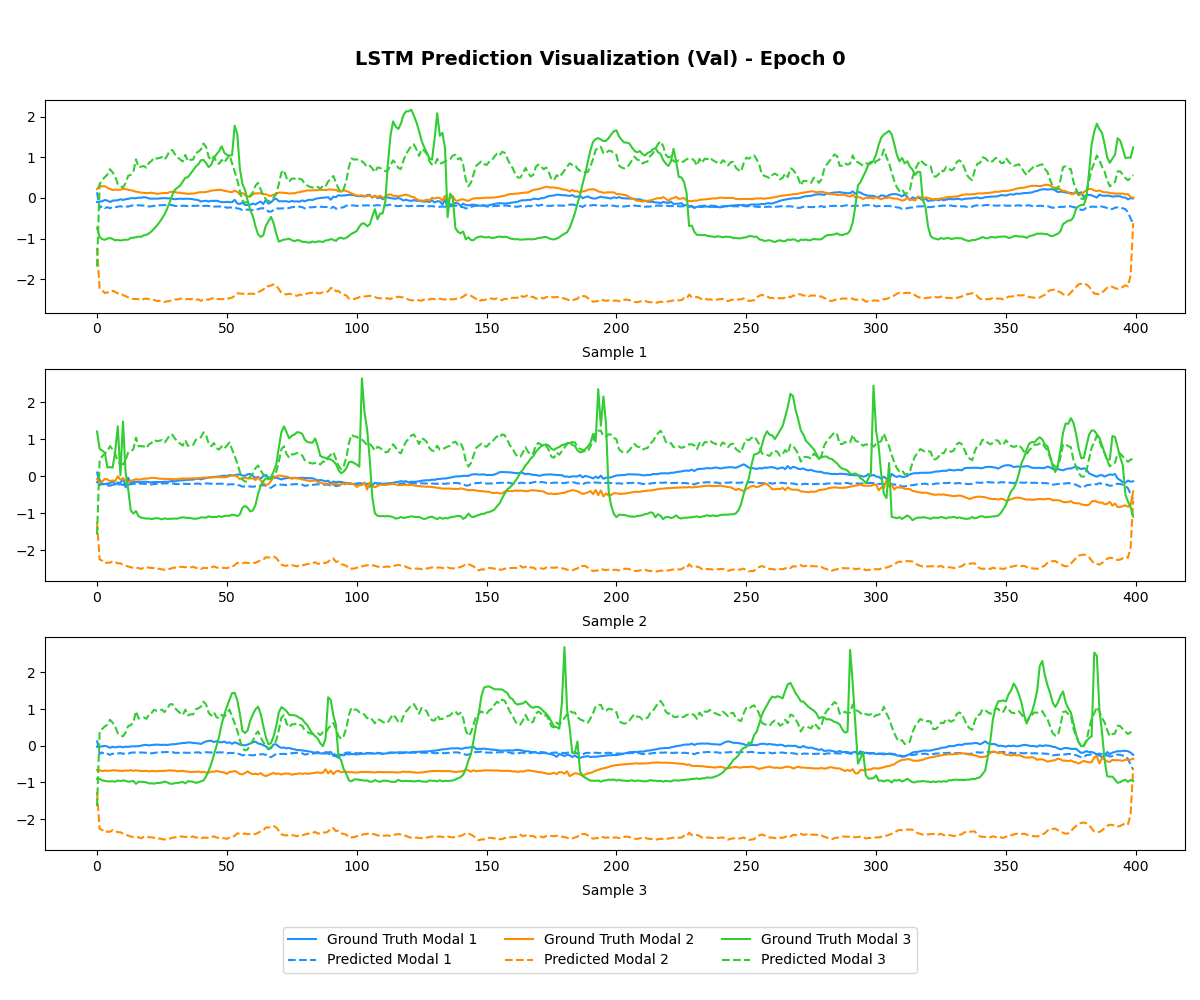 LSTM Prediction Visualization (Val) - Epoch 0
2
1
0
−1
−2
0 50 100 150 200 250 300 350 400
Sample 1
2
1
0
−1
−2
0 50 100 150 200 250 300 350 400
Sample 2
2
1
0
−1
−2
0 50 100 150 200 250 300 350 400
Sample 3
Ground Truth Modal 1 Ground Truth Modal 2 Ground Truth Modal 3
Predicted Modal 1 Predicted Modal 2 Predicted Modal 3